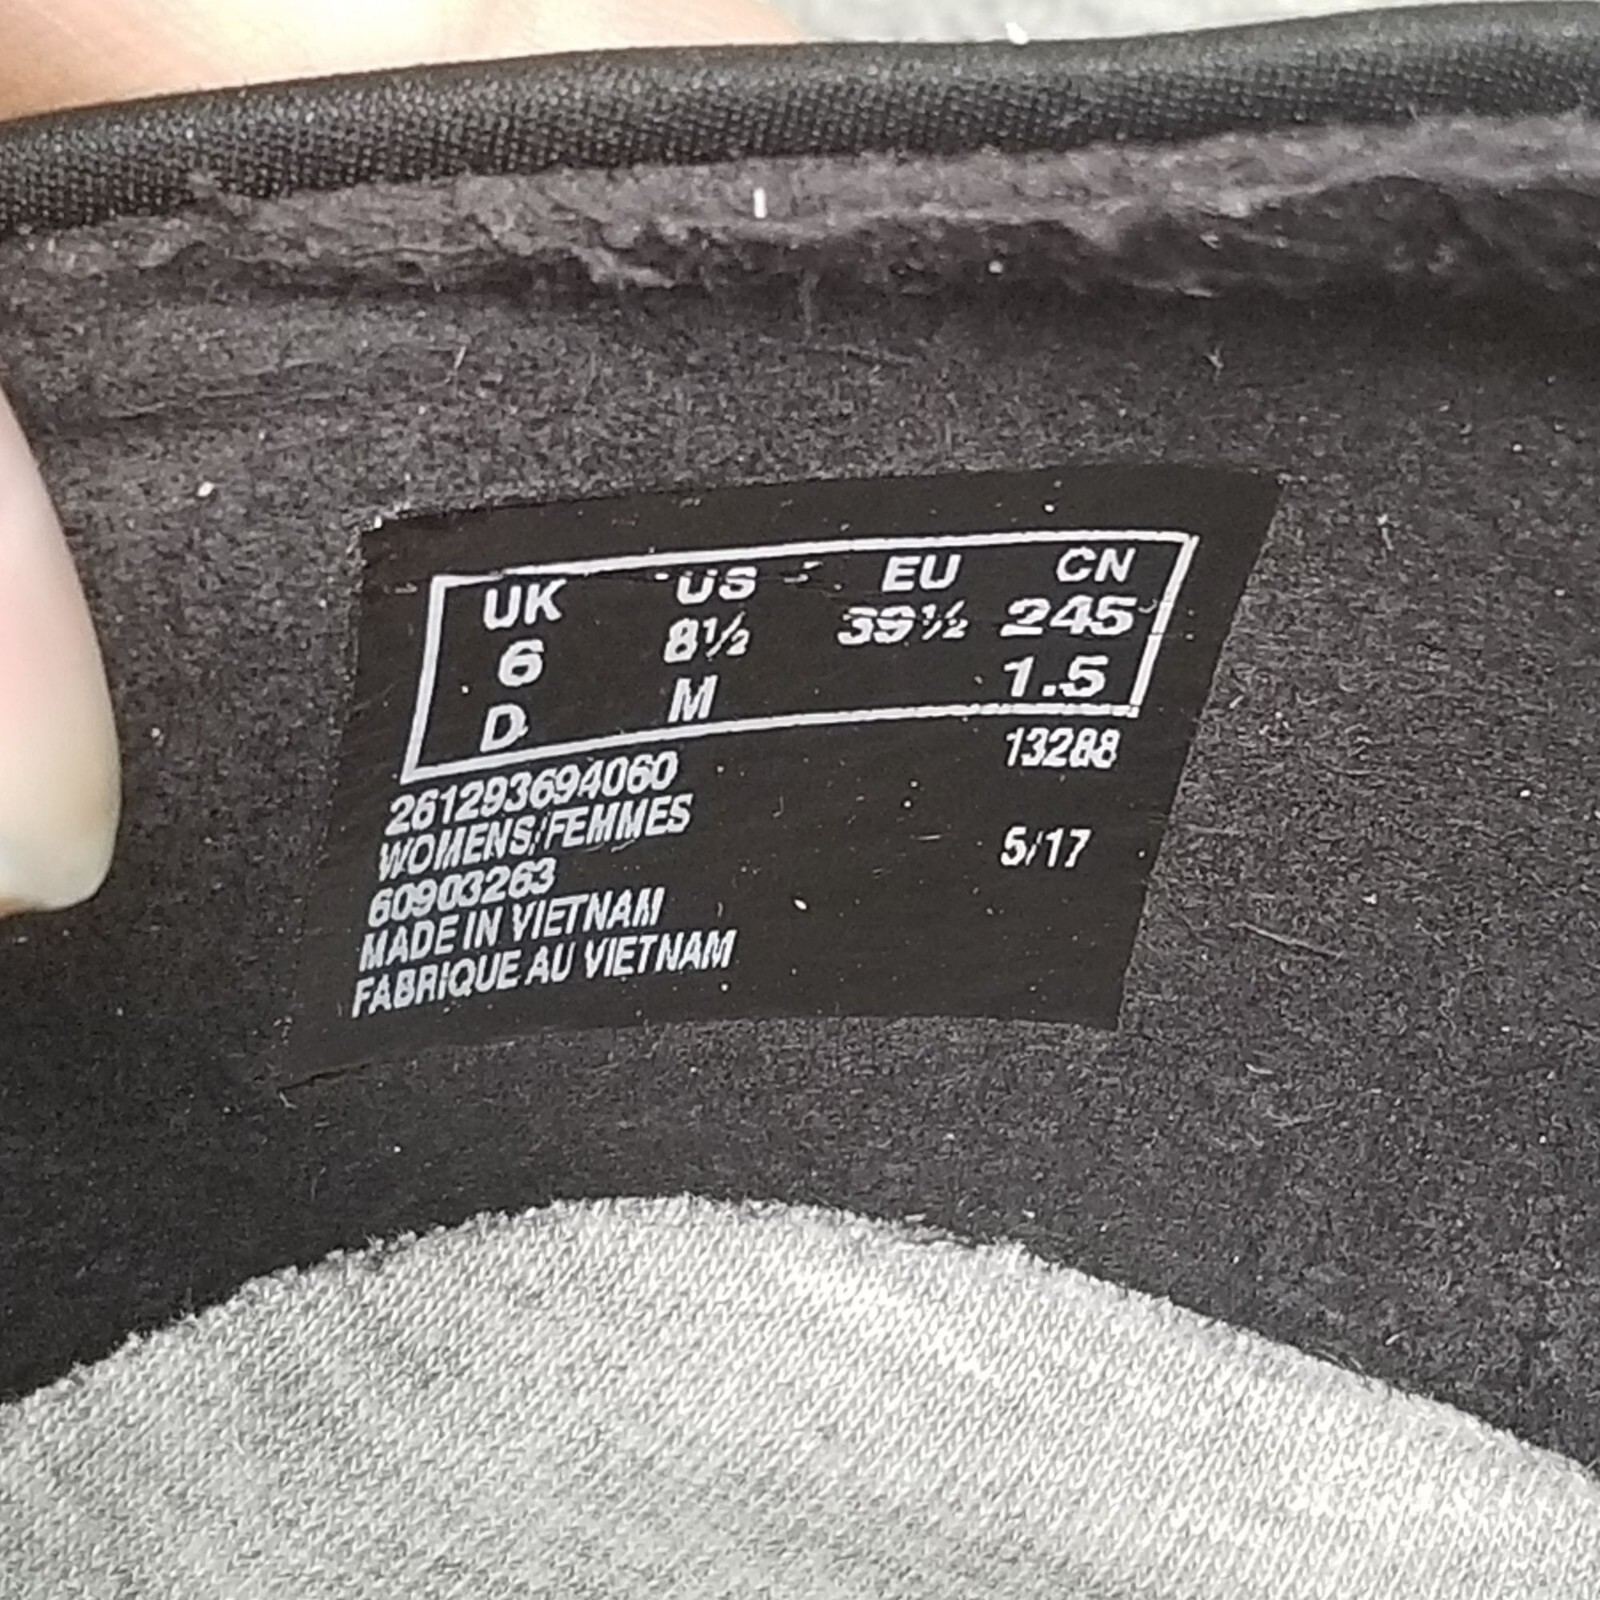 UK US EU CN
6 8½ 39½ 245
D M 1.5
261293694060 13288
WOMENS/FEMMES
60903263 5/17
MADE IN VIETNAM
FABRIQUE AU VIETNAM